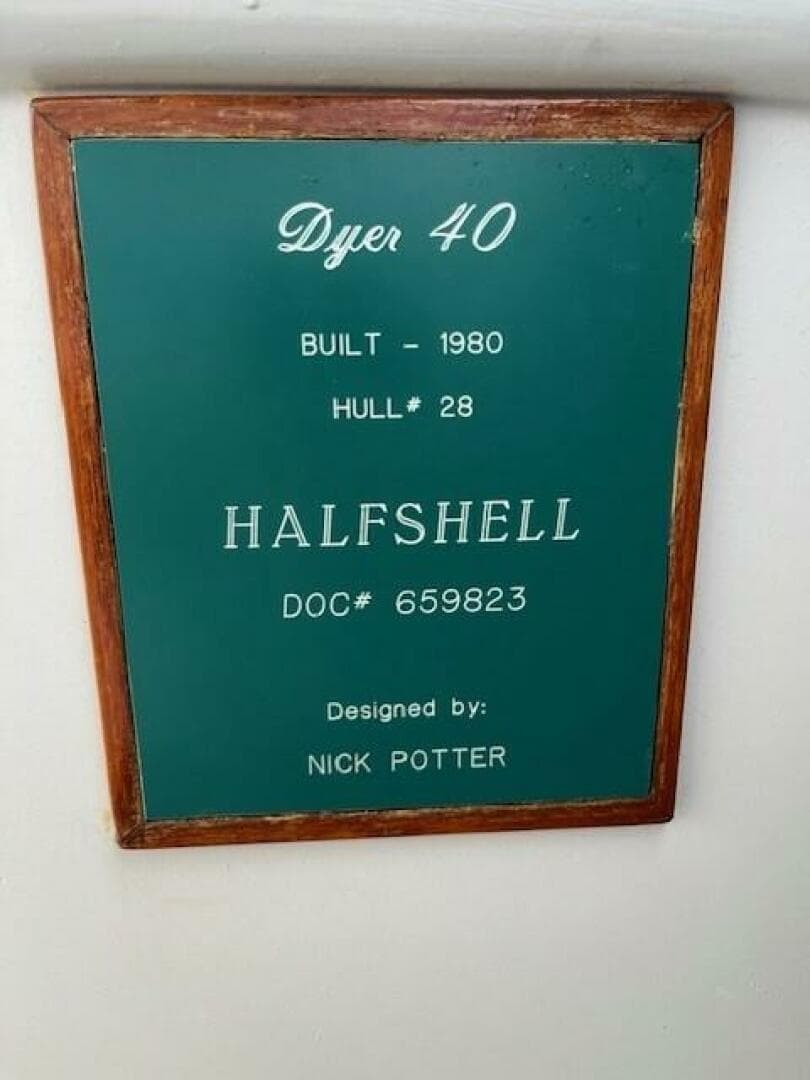 Dyer 40
BUILT - 1980
HULL# 28
HALFSHELL
DOC# 659823
Designed by:
NICK POTTER